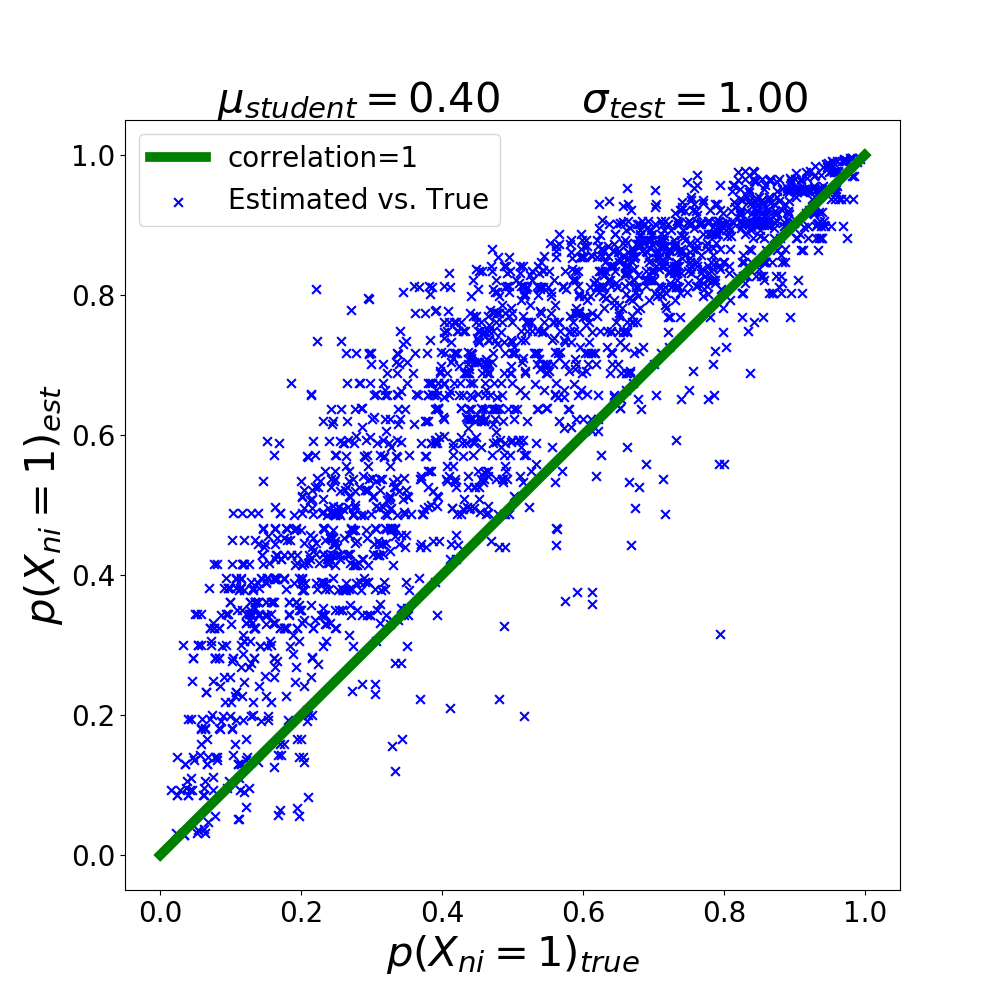 μ_student = 0.40 σ_test = 1.00
correlation=1
Estimated vs. True
1.0
0.8
0.6
0.4
0.2
0.0
p(X_ni = 1)_est
0.0 0.2 0.4 0.6 0.8 1.0
p(X_ni = 1)_true